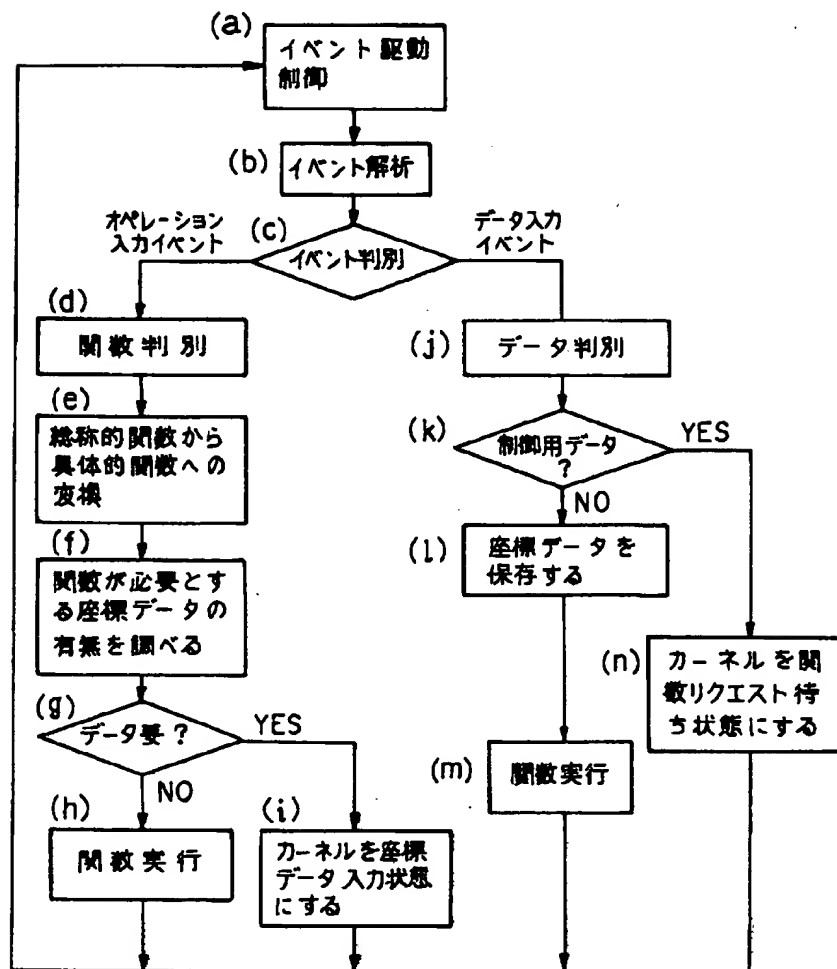 (a)
イベント駆動
制御
(b)
イベント解析
オペレーション
入力イベント
(c)
イベント判別
データ入力
イベント
(d)
関数判別
(e)
総称的関数から
具体的関数への
変換
(f)
関数が必要とす
る座標データの
有無を調べる
(g)
データ要?
YES
NO
(h)
関数実行
(i)
カーネルを座標
データ入力状態
にする
(j)
データ判別
(k)
制御用データ
?
YES
NO
(l)
座標データを
保存する
(m)
関数実行
(n)
カーネルを関
数リクエスト待
ち状態にする